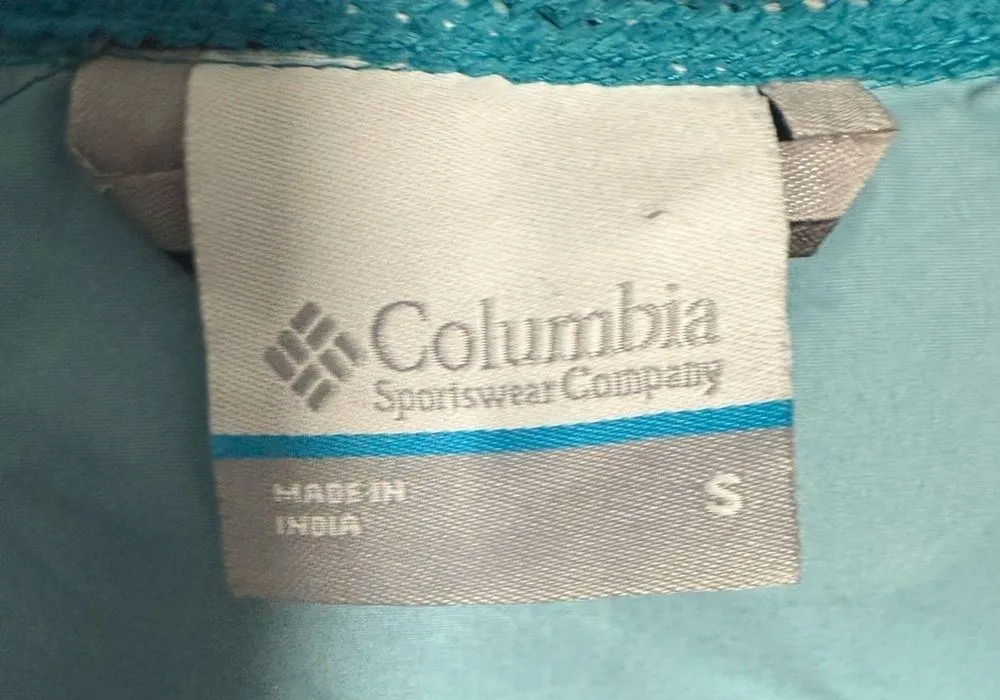 Columbia
Sportswear Company
MADE IN
INDIA
S